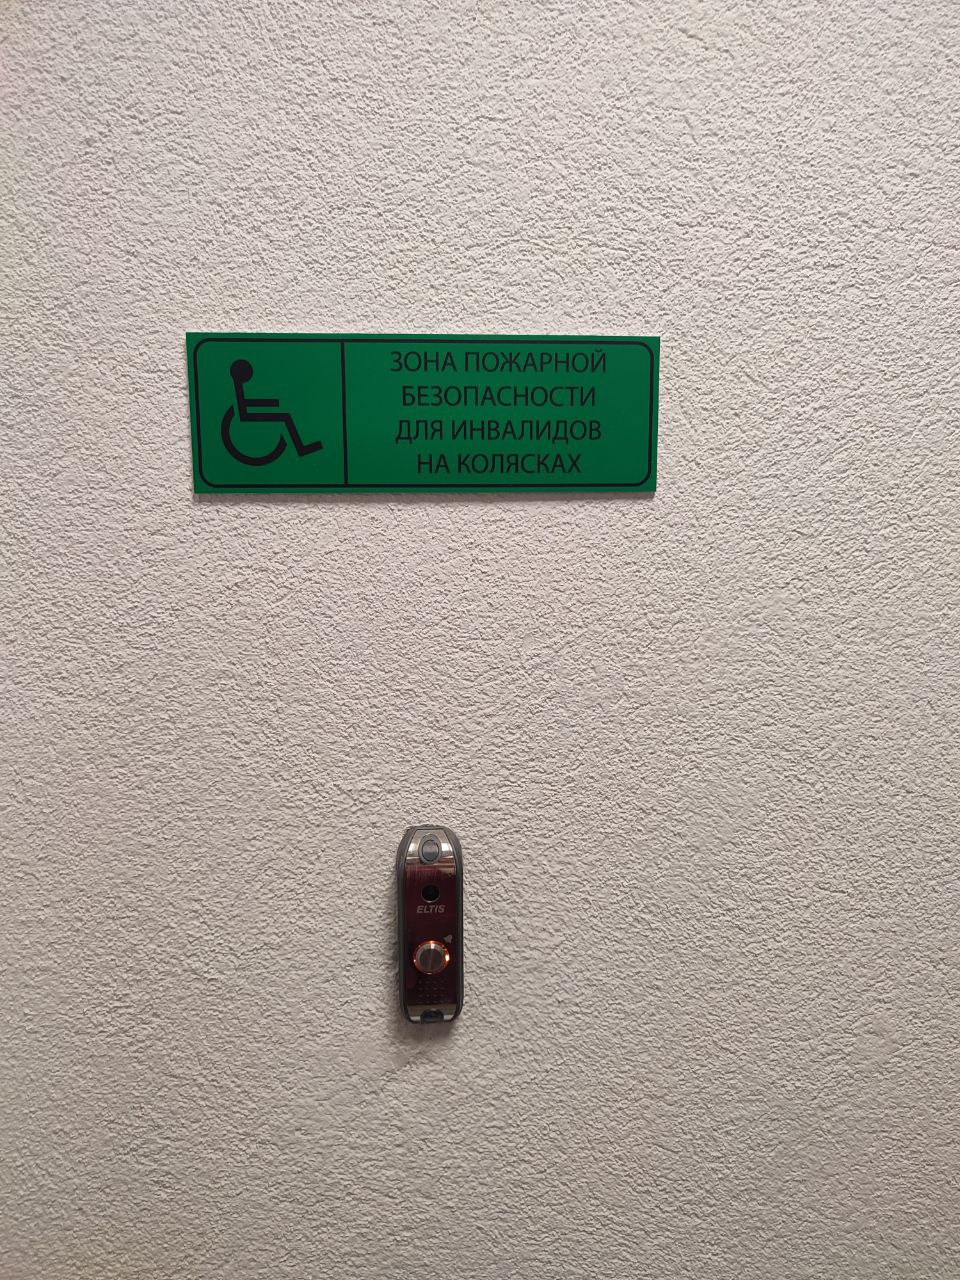 ЗОНА ПОЖАРНОЙ
БЕЗОПАСНОСТИ
ДЛЯ ИНВАЛИДОВ
НА КОЛЯСКАХ
ELTIS